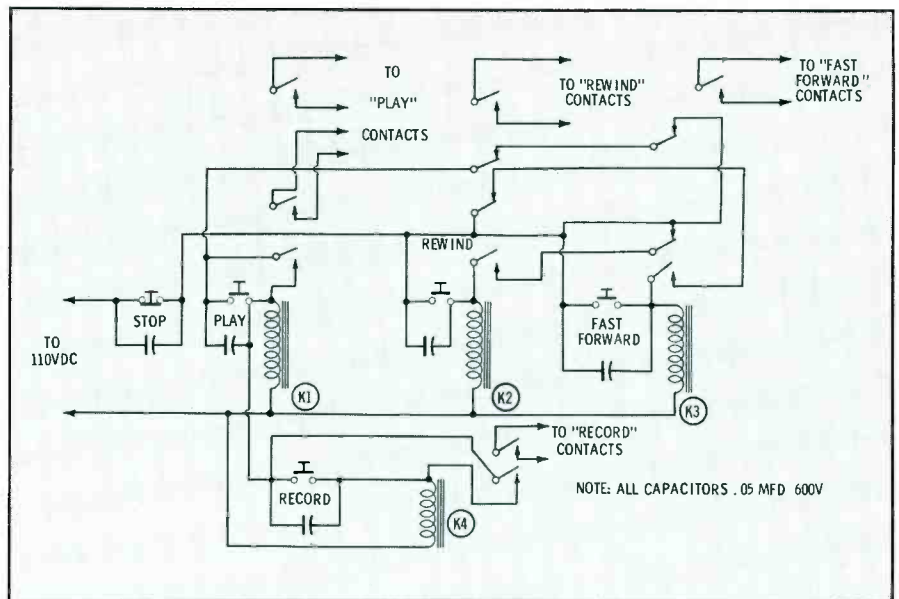 TO
"PLAY"
CONTACTS
TO "REWIND"
CONTACTS
TO "FAST
FORWARD"
CONTACTS
REWIND
STOP
PLAY
FAST
FORWARD
TO
110VDC
K1
K2
K3
TO "RECORD"
CONTACTS
RECORD
K4
NOTE: ALL CAPACITORS .05 MFD 600V